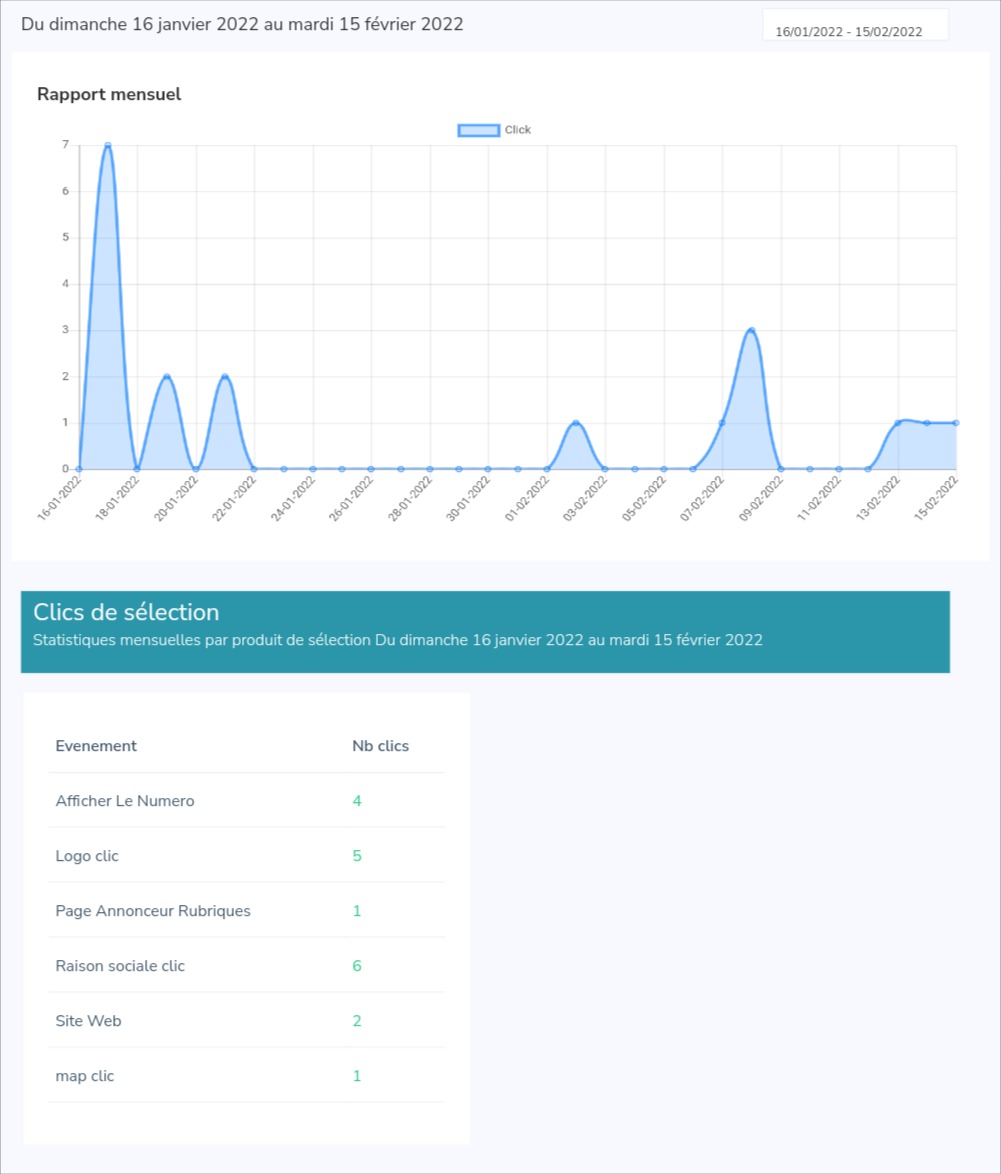 Du dimanche 16 janvier 2022 au mardi 15 février 2022
16/01/2022 - 15/02/2022
Rapport mensuel
Click
7
6
5
4
3
2
1
0
16-01-2022
18-01-2022
20-01-2022
22-01-2022
24-01-2022
26-01-2022
28-01-2022
30-01-2022
01-02-2022
03-02-2022
05-02-2022
07-02-2022
09-02-2022
11-02-2022
13-02-2022
15-02-2022
Clics de sélection
Statistiques mensuelles par produit de sélection Du dimanche 16 janvier 2022 au mardi 15 février 2022
Evenement Nb clics
Afficher Le Numero 4
Logo clic 5
Page Annonceur Rubriques 1
Raison sociale clic 6
Site Web 2
map clic 1